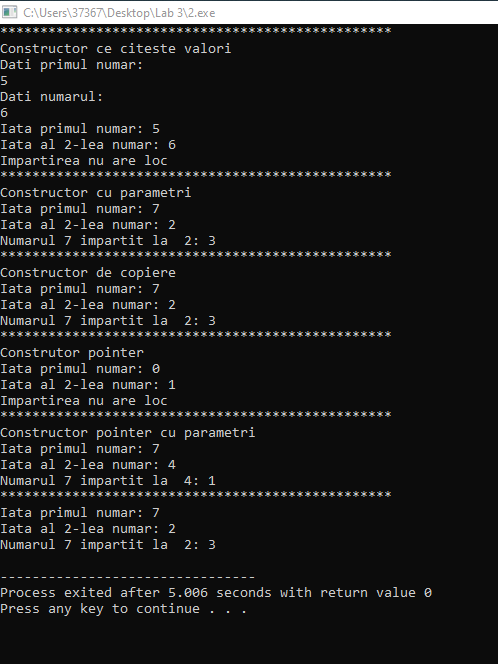 C:\Users\37367\Desktop\Lab 3\2.exe
*************************************************
Constructor ce citeste valori
Dati primul numar:
5
Dati numarul:
6
Iata primul numar: 5
Iata al 2-lea numar: 6
Impartirea nu are loc
*************************************************
Constructor cu parametri
Iata primul numar: 7
Iata al 2-lea numar: 2
Numarul 7 impartit la  2: 3
*************************************************
Constructor de copiere
Iata primul numar: 7
Iata al 2-lea numar: 2
Numarul 7 impartit la  2: 3
*************************************************
Construtor pointer
Iata primul numar: 0
Iata al 2-lea numar: 1
Impartirea nu are loc
*************************************************
Constructor pointer cu parametri
Iata primul numar: 7
Iata al 2-lea numar: 4
Numarul 7 impartit la  4: 1
*************************************************
Iata primul numar: 7
Iata al 2-lea numar: 2
Numarul 7 impartit la  2: 3
--------------------------------
Process exited after 5.006 seconds with return value 0
Press any key to continue . . .